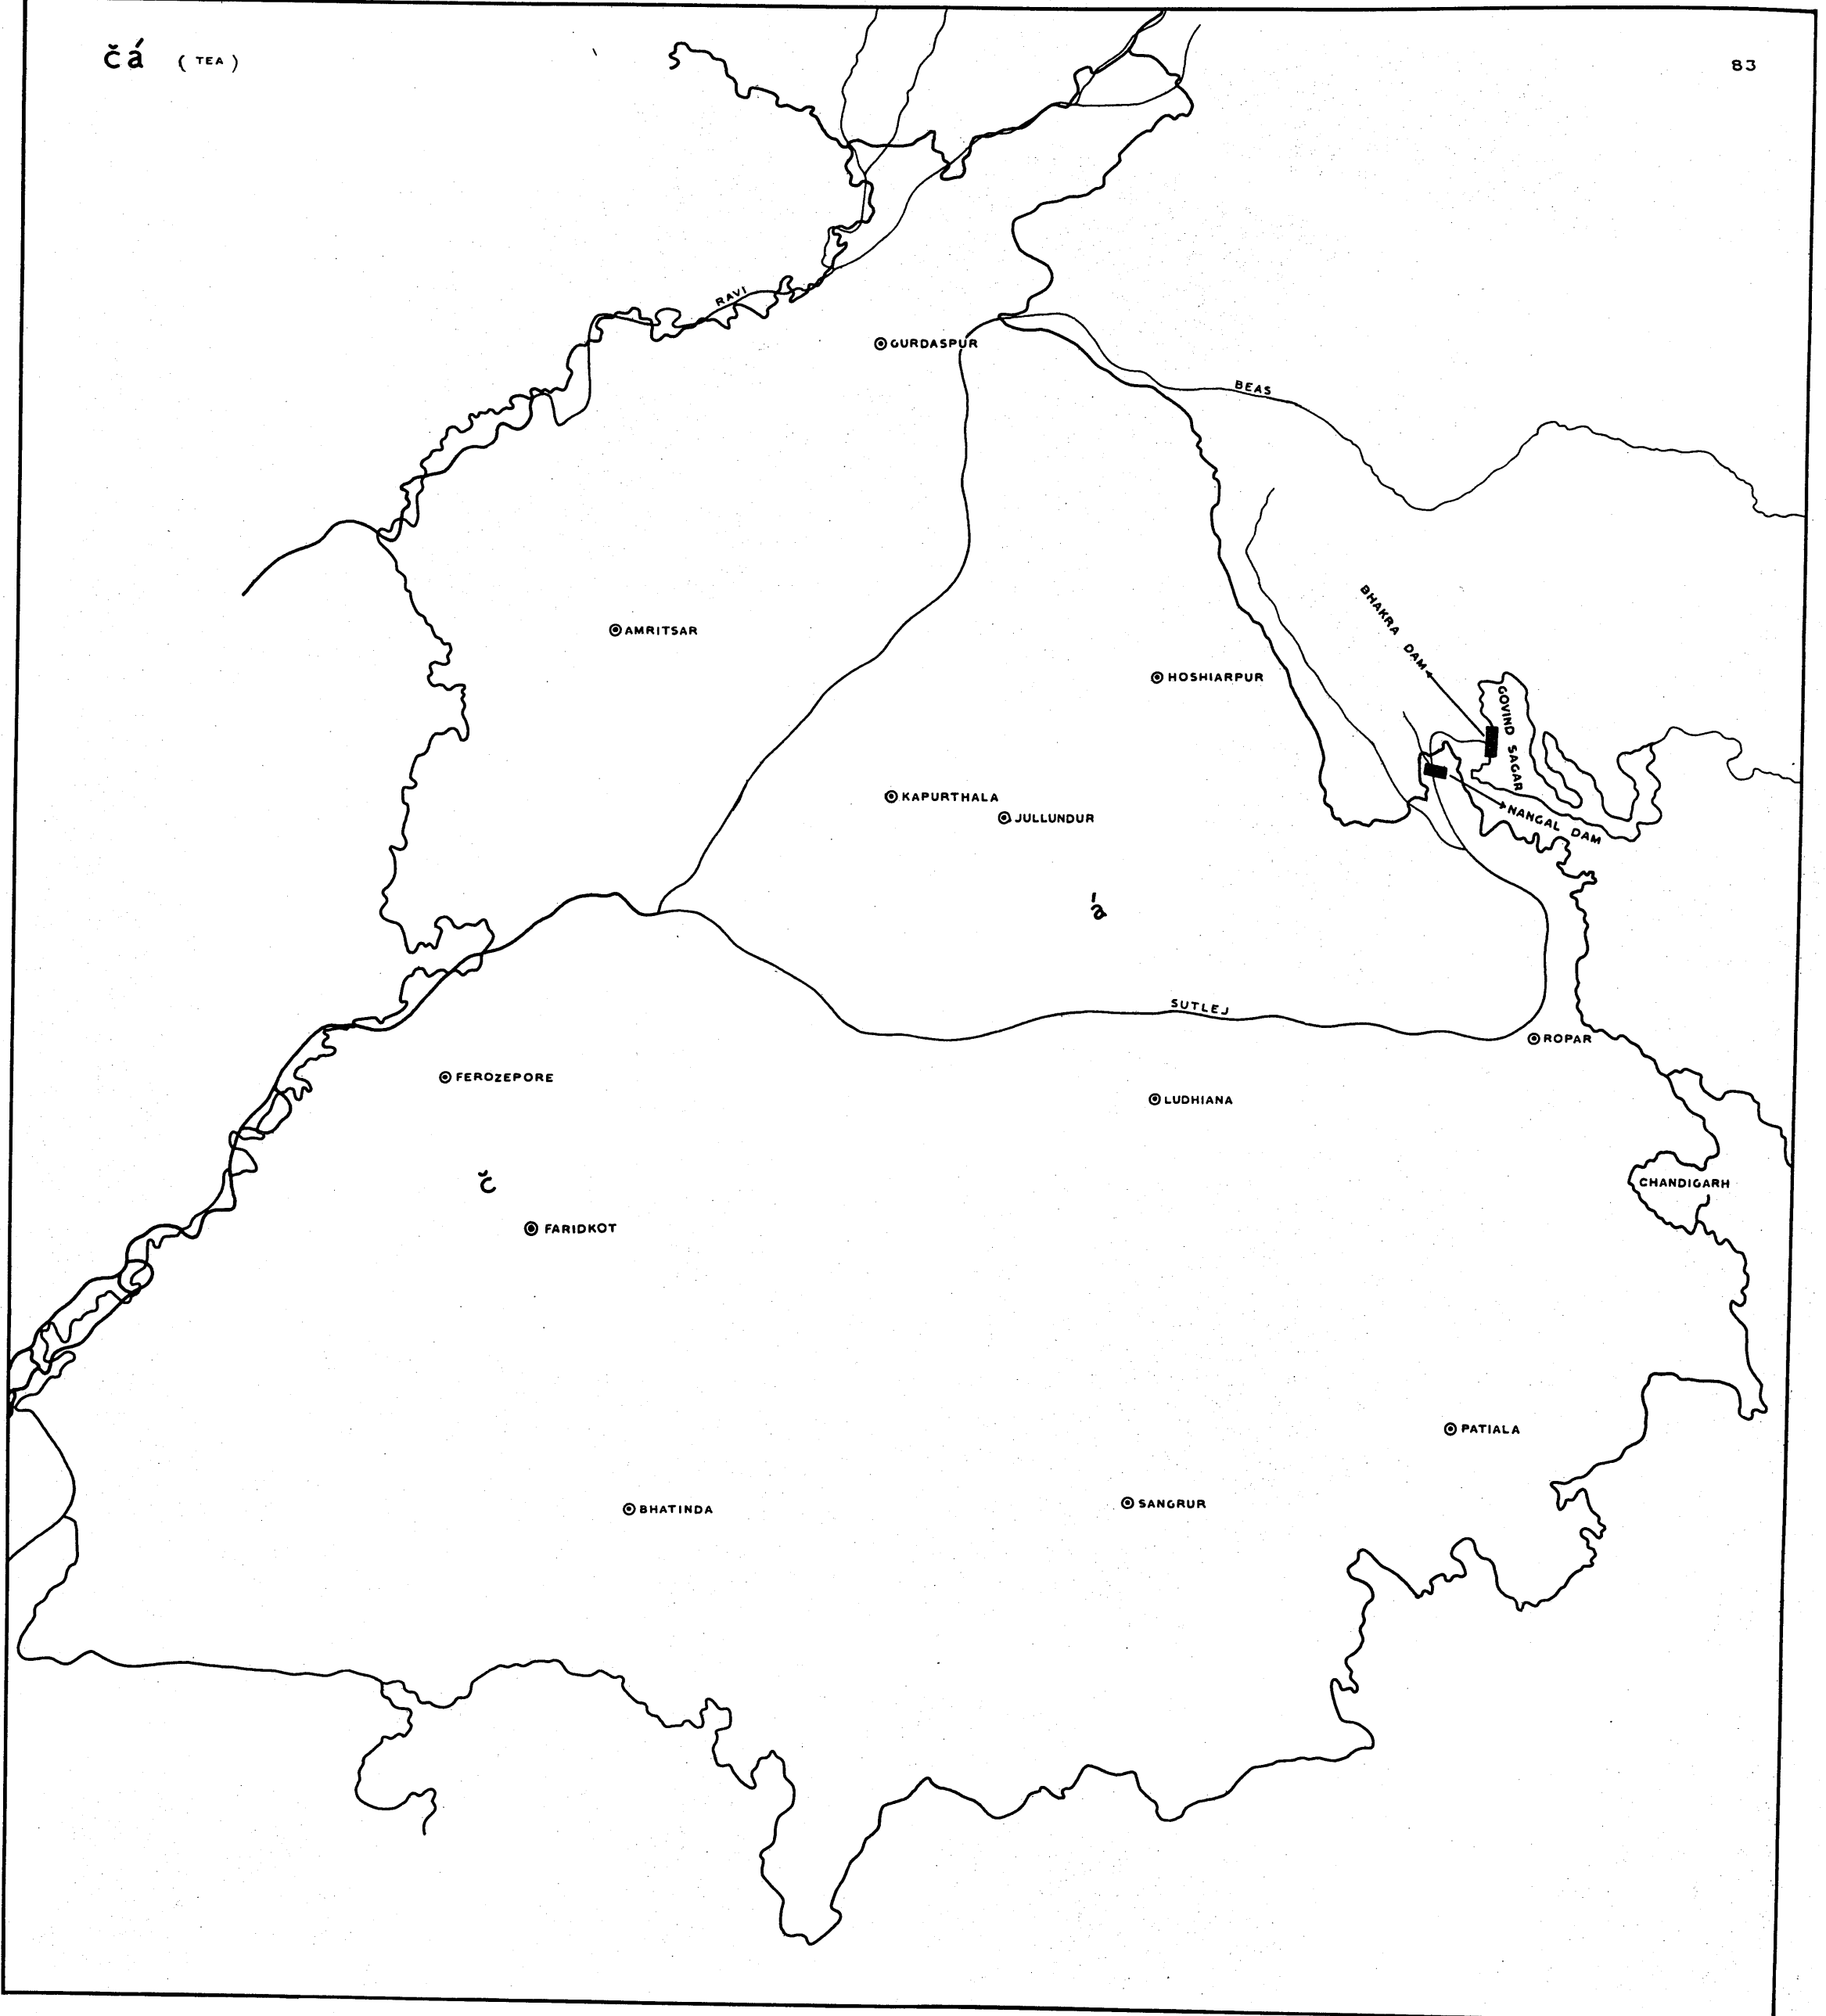 čá (TEA)
83
RAVI
GURDASPUR
BEAS
BHAKRA DAM
AMRITSAR
HOSHIARPUR
GOVIND SAGAR
KAPURTHALA
JULLUNDUR
NANGAL DAM
á
SUTLEJ
ROPAR
FEROZEPORE
LUDHIANA
č
CHANDIGARH
FARIDKOT
PATIALA
BHATINDA
SANGRUR